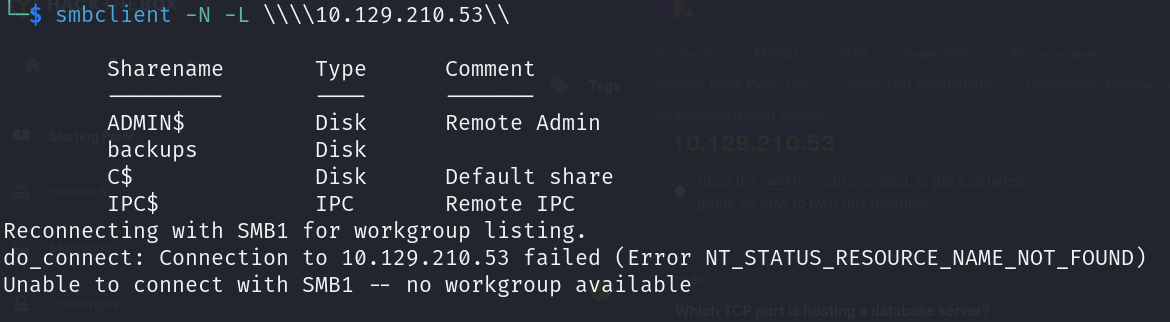 └─$ smbclient -N -L \\\\10.129.210.53\\
Sharename Type Comment
--------- ---- -------
ADMIN$ Disk Remote Admin
backups Disk
C$ Disk Default share
IPC$ IPC Remote IPC
Reconnecting with SMB1 for workgroup listing.
do_connect: Connection to 10.129.210.53 failed (Error NT_STATUS_RESOURCE_NAME_NOT_FOUND)
Unable to connect with SMB1 -- no workgroup available
Protocols MSSQL SMB Powershell Reconnaissance
Tags
Remote Code Execution Clear Text Credentials Information
Anonymous/Guest Access
Starting
10.129.210.53
Read the walkthrough provided, to get a detailed
guide on how to pwn this machine.
Season
Challenges
Which TCP port is hosting a database server?